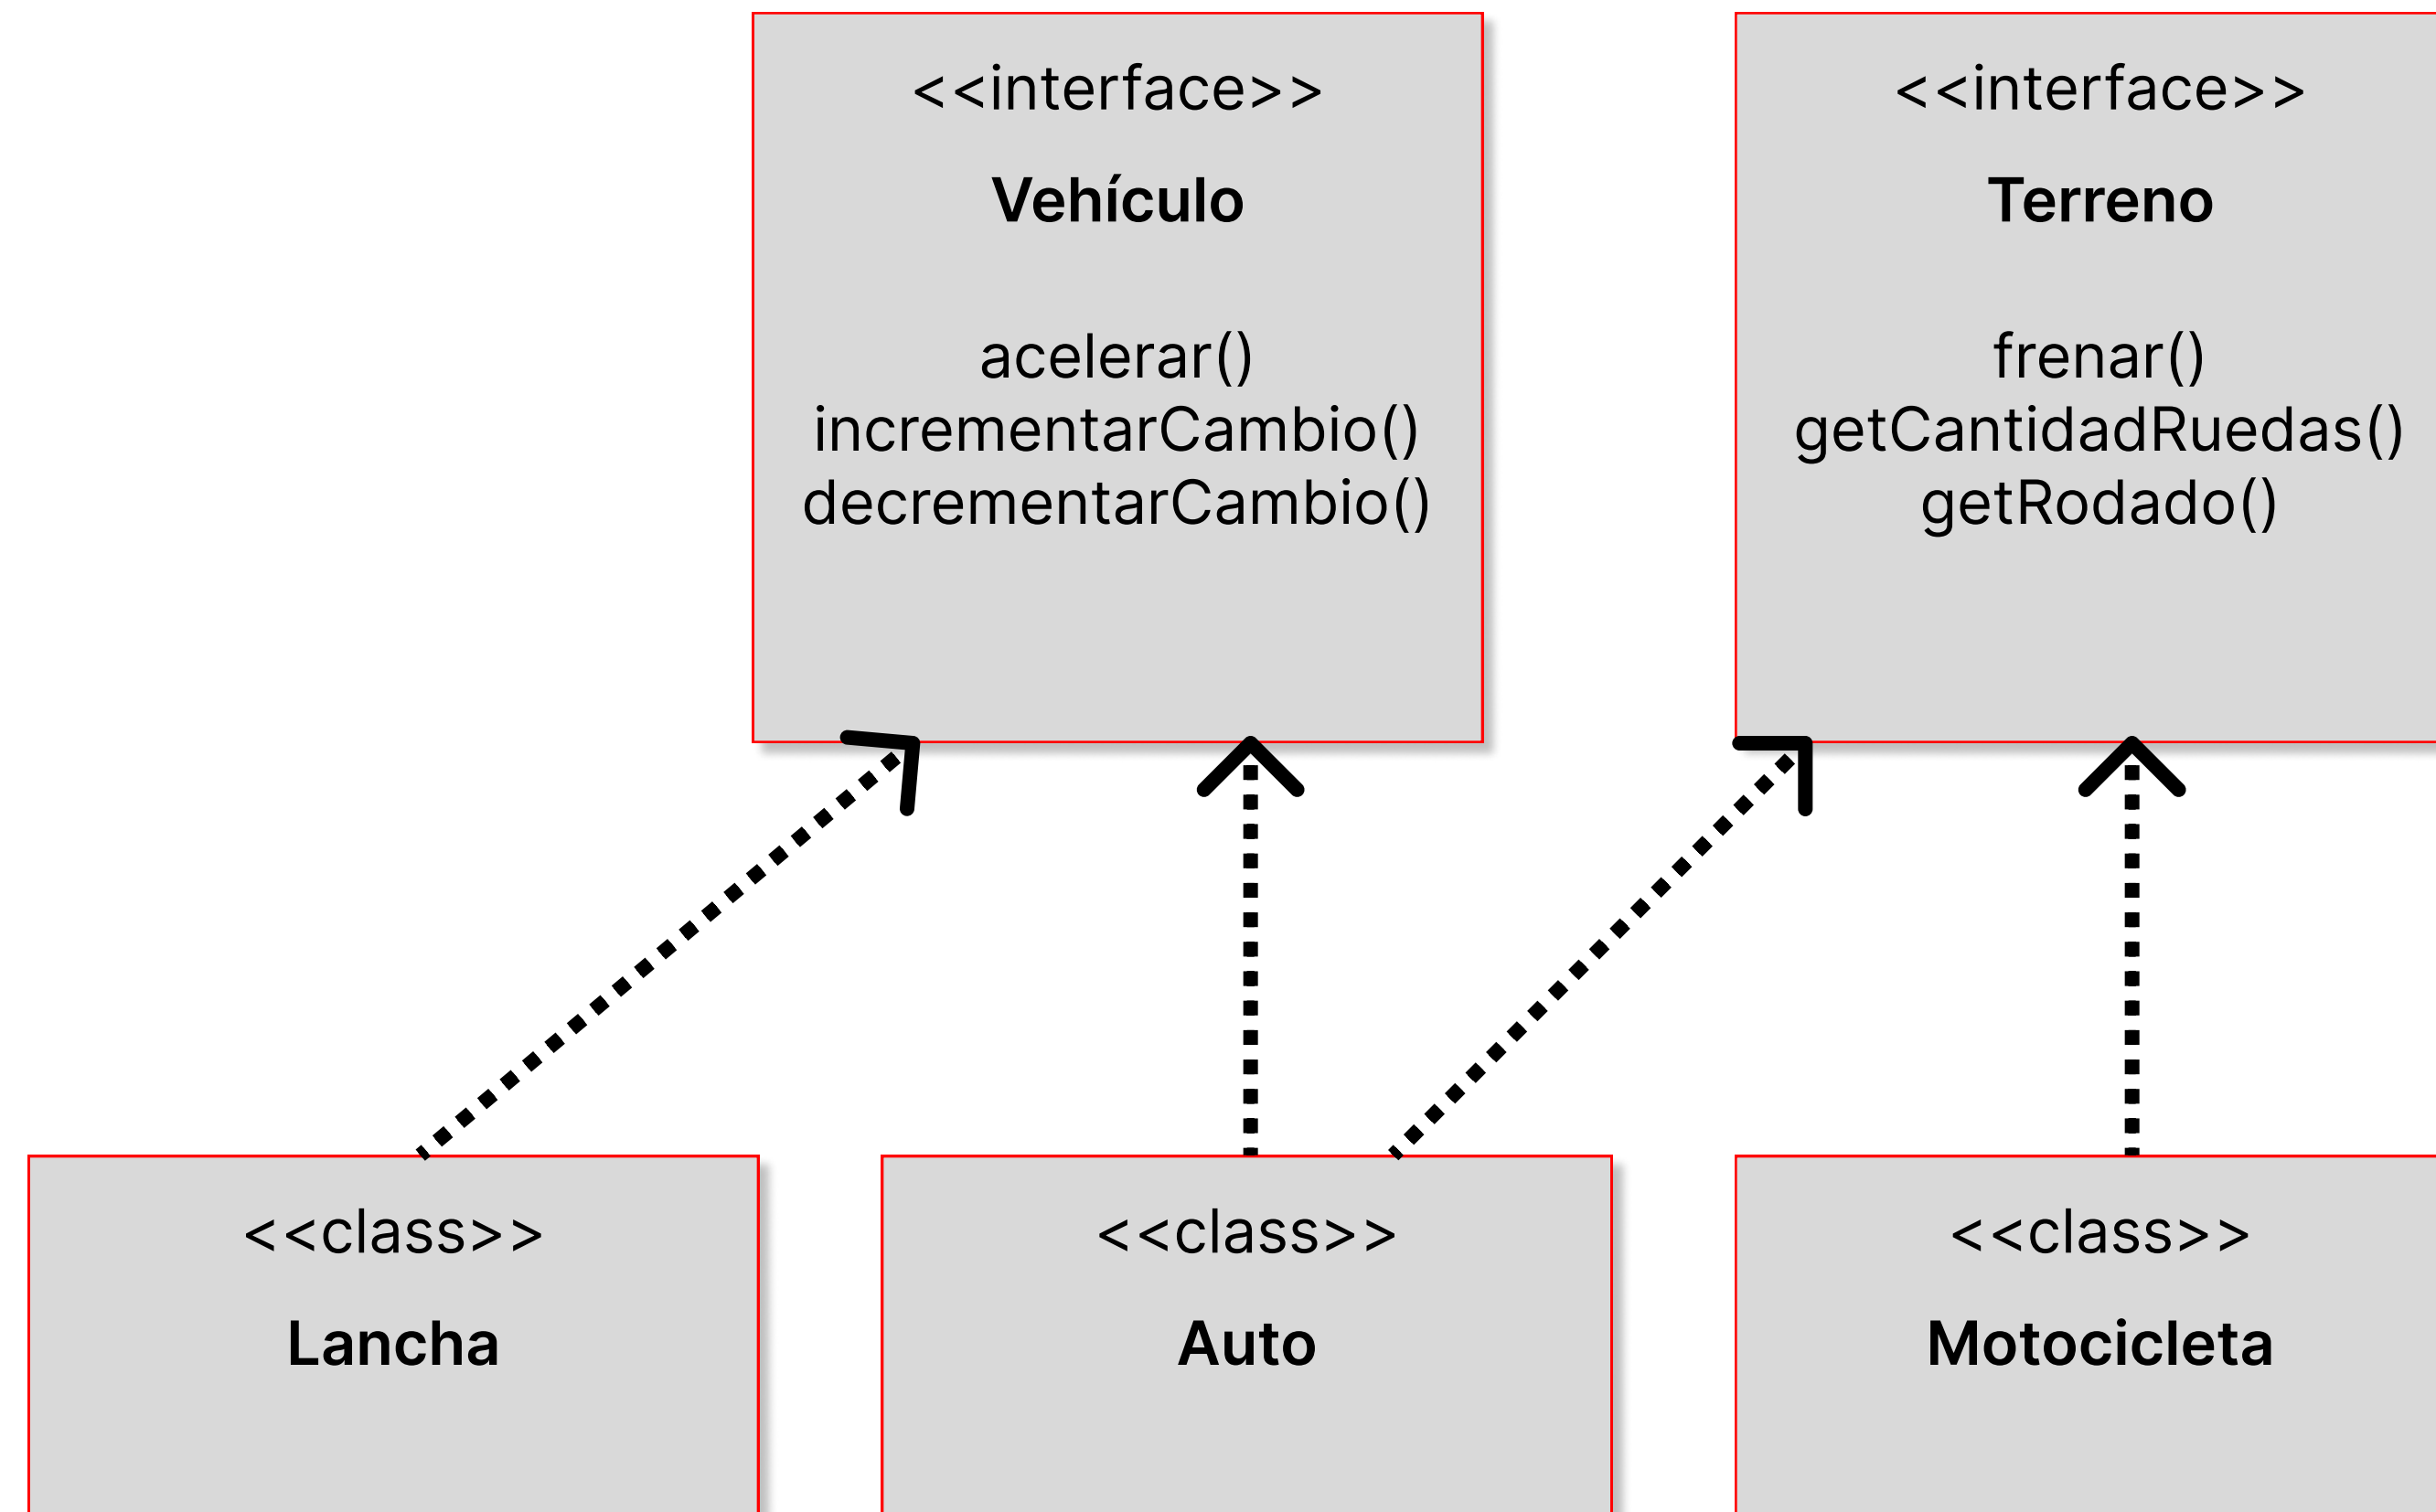 <<interface>>
Vehículo
acelerar()
incrementarCambio()
decrementarCambio()
<<interface>>
Terreno
frenar()
getCantidadRuedas()
getRodado()
<<class>>
Lancha
<<class>>
Auto
<<class>>
Motocicleta